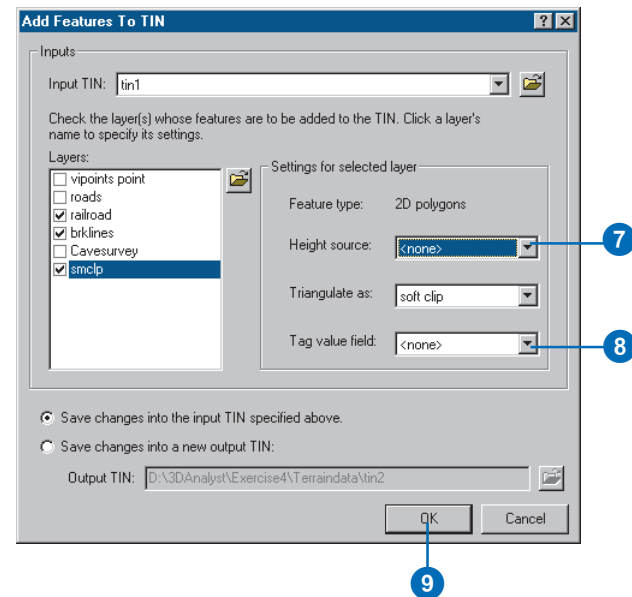 Add Features To TIN
Inputs
Input TIN: tin1
Check the layer(s) whose features are to be added to the TIN. Click a layer's
name to specify its settings.
Layers:
vipoints point
roads
railroad
brklines
Cavesurvey
smclp
Settings for selected layer
Feature type: 2D polygons
Height source: <none>
7
Triangulate as: soft clip
Tag value field: <none>
8
Save changes into the input TIN specified above.
Save changes into a new output TIN:
Output TIN: D:\3DAnalyst\Exercise4\Terraindata\tin2
OK Cancel
9